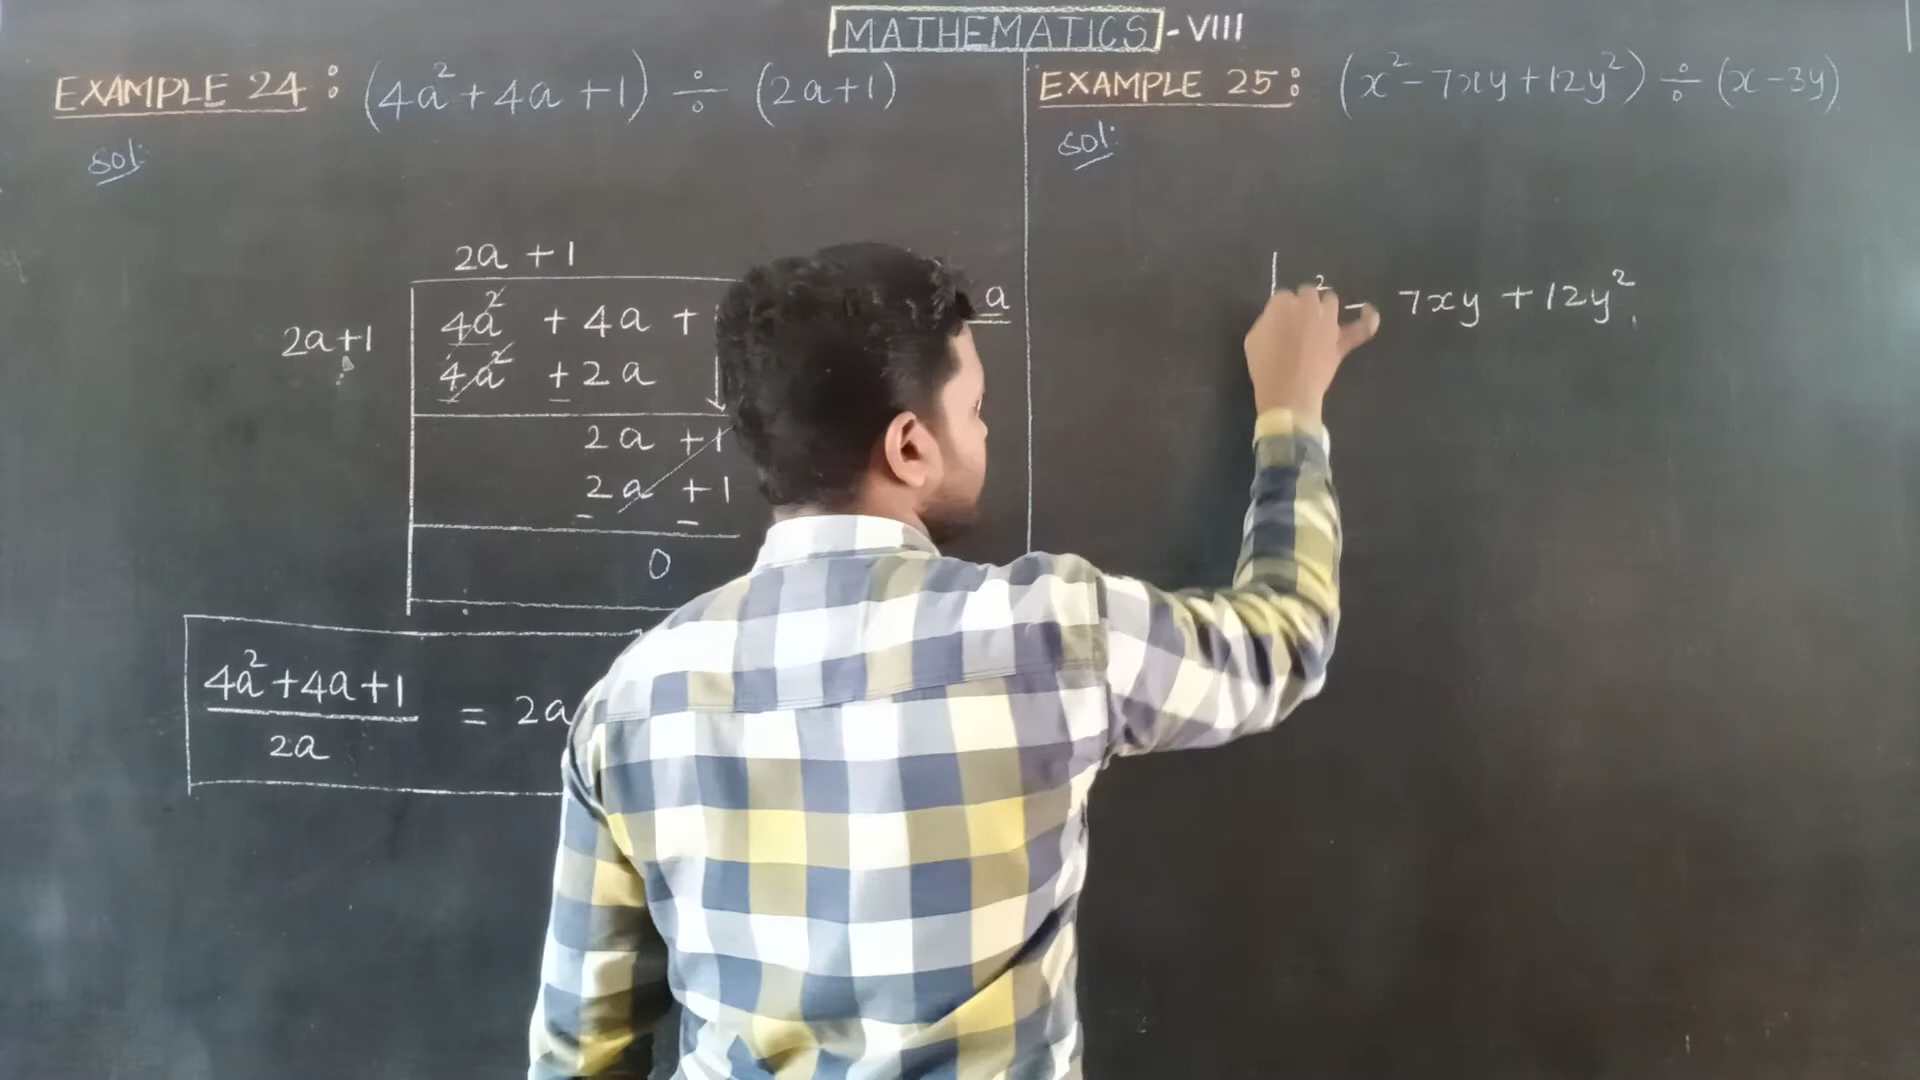 MATHEMATICS - VIII
EXAMPLE 24 : (4a² + 4a + 1) ÷ (2a+1)
sol:
2a + 1
2a+1
4a² + 4a +
4a² + 2a
2a + 1
2a + 1
0
4a² + 4a + 1
= 2a
2a
a
EXAMPLE 25 : (x² - 7xy + 12y²) ÷ (x - 3y)
sol:
² - 7xy + 12y²